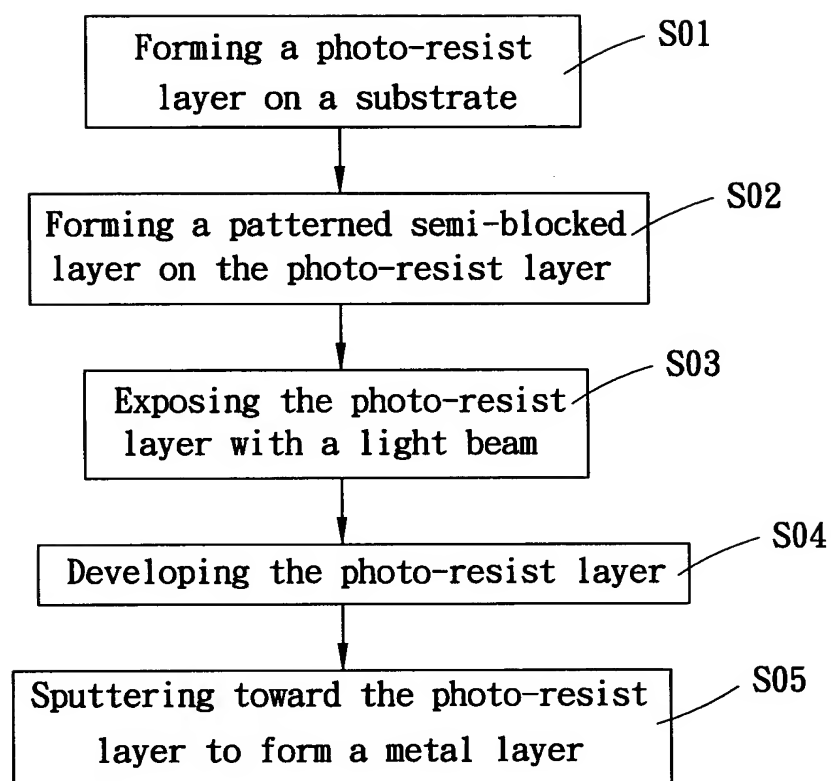 Forming a photo-resist
layer on a substrate
S01
Forming a patterned semi-blocked
layer on the photo-resist layer
S02
Exposing the photo-resist
layer with a light beam
S03
Developing the photo-resist layer
S04
Sputtering toward the photo-resist
layer to form a metal layer
S05